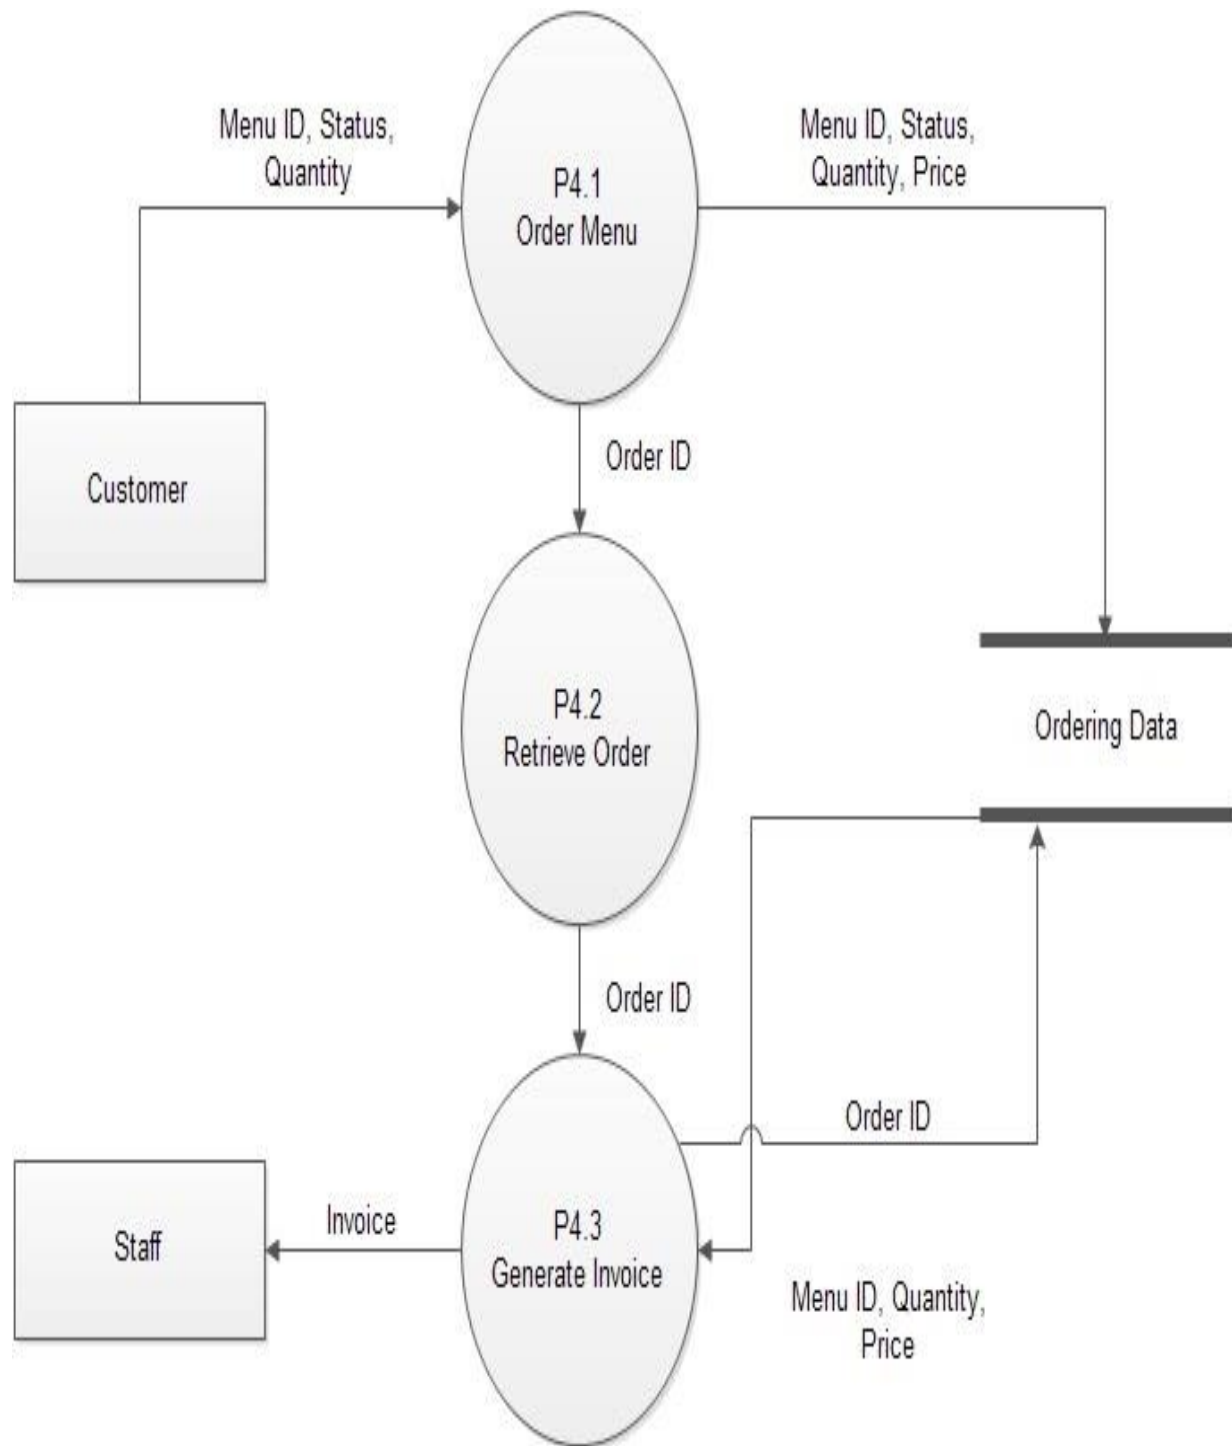 Menu ID, Status,
Quantity
Menu ID, Status,
Quantity, Price
P4.1
Order Menu
Order ID
Customer
P4.2
Retrieve Order
Ordering Data
Order ID
Order ID
Staff
Invoice
P4.3
Generate Invoice
Menu ID, Quantity,
Price